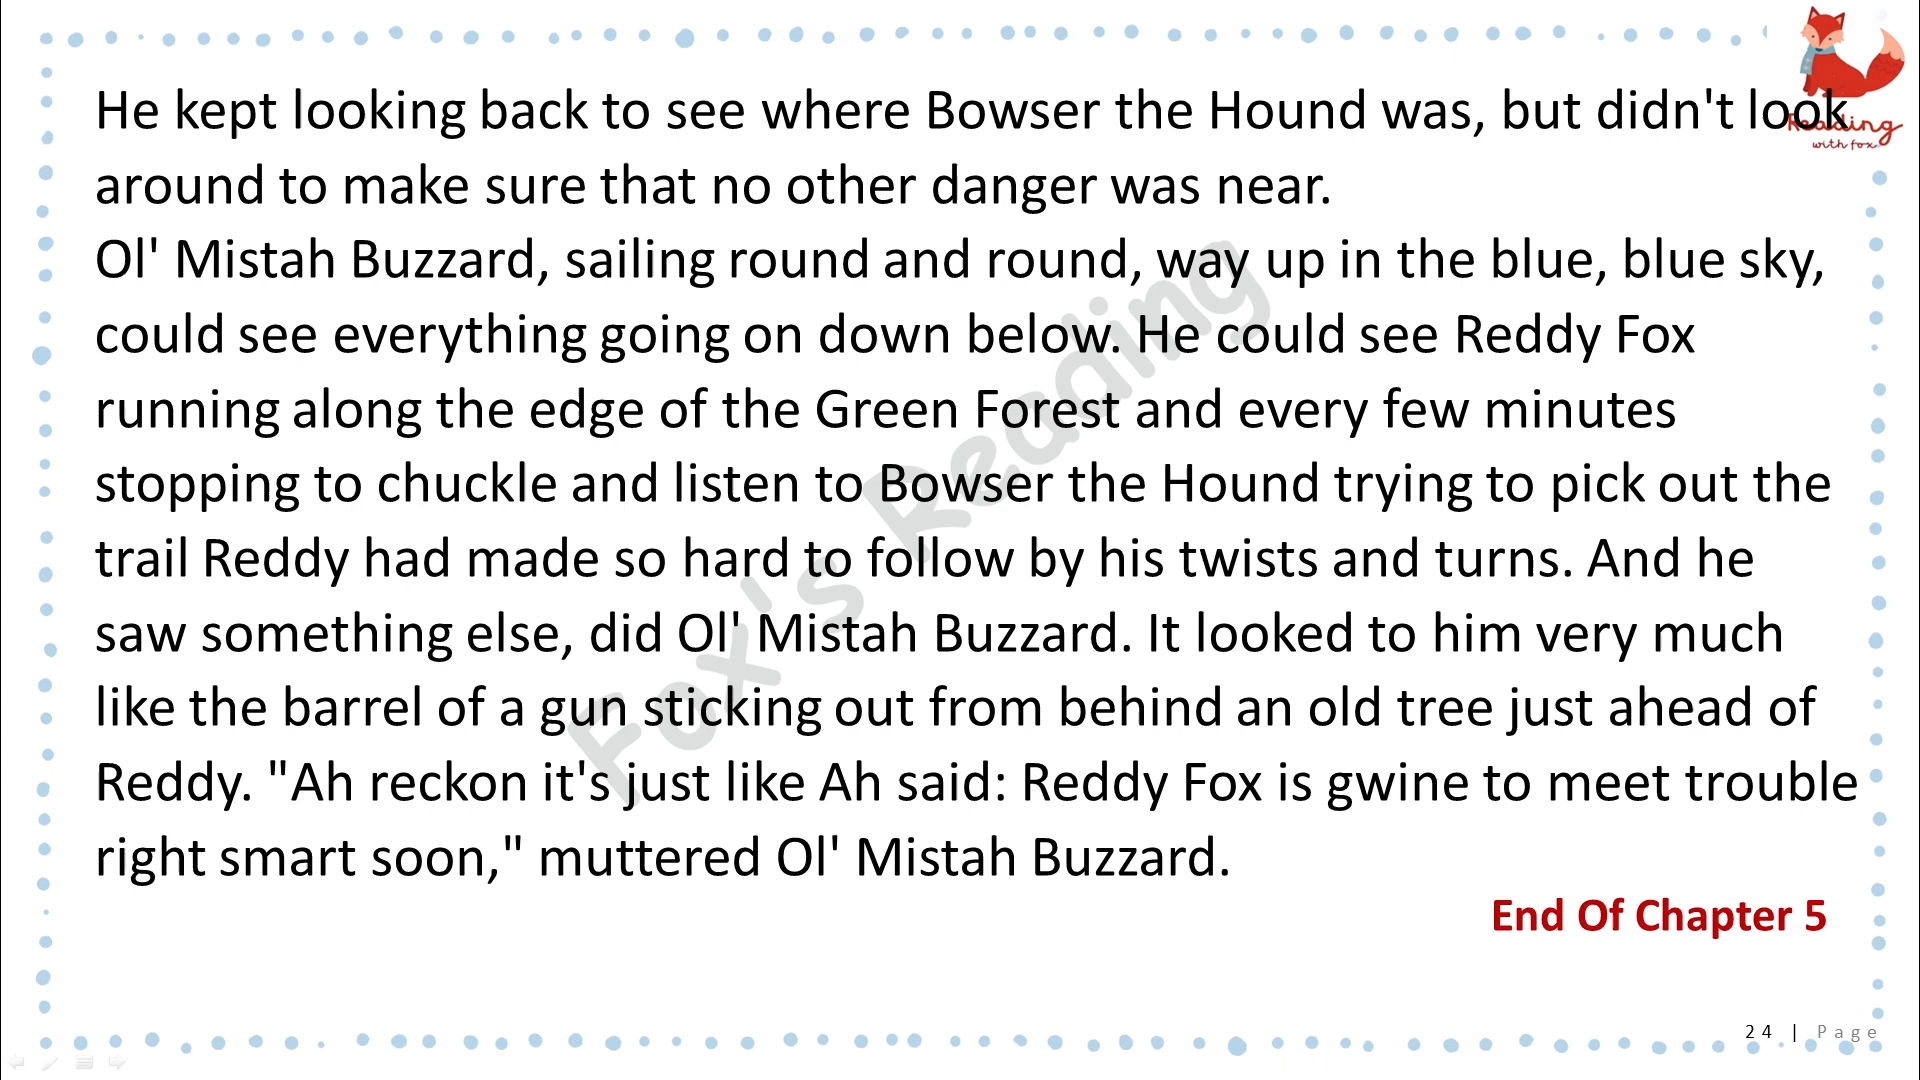 He kept looking back to see where Bowser the Hound was, but didn't look
Reading
with fox
around to make sure that no other danger was near.
Ol' Mistah Buzzard, sailing round and round, way up in the blue, blue sky,
could see everything going on down below. He could see Reddy Fox
running along the edge of the Green Forest and every few minutes
stopping to chuckle and listen to Bowser the Hound trying to pick out the
trail Reddy had made so hard to follow by his twists and turns. And he
saw something else, did Ol' Mistah Buzzard. It looked to him very much
like the barrel of a gun sticking out from behind an old tree just ahead of
Reddy. "Ah reckon it's just like Ah said: Reddy Fox is gwine to meet trouble
right smart soon," muttered Ol' Mistah Buzzard.
Fox's Reading
End Of Chapter 5
24 | Page